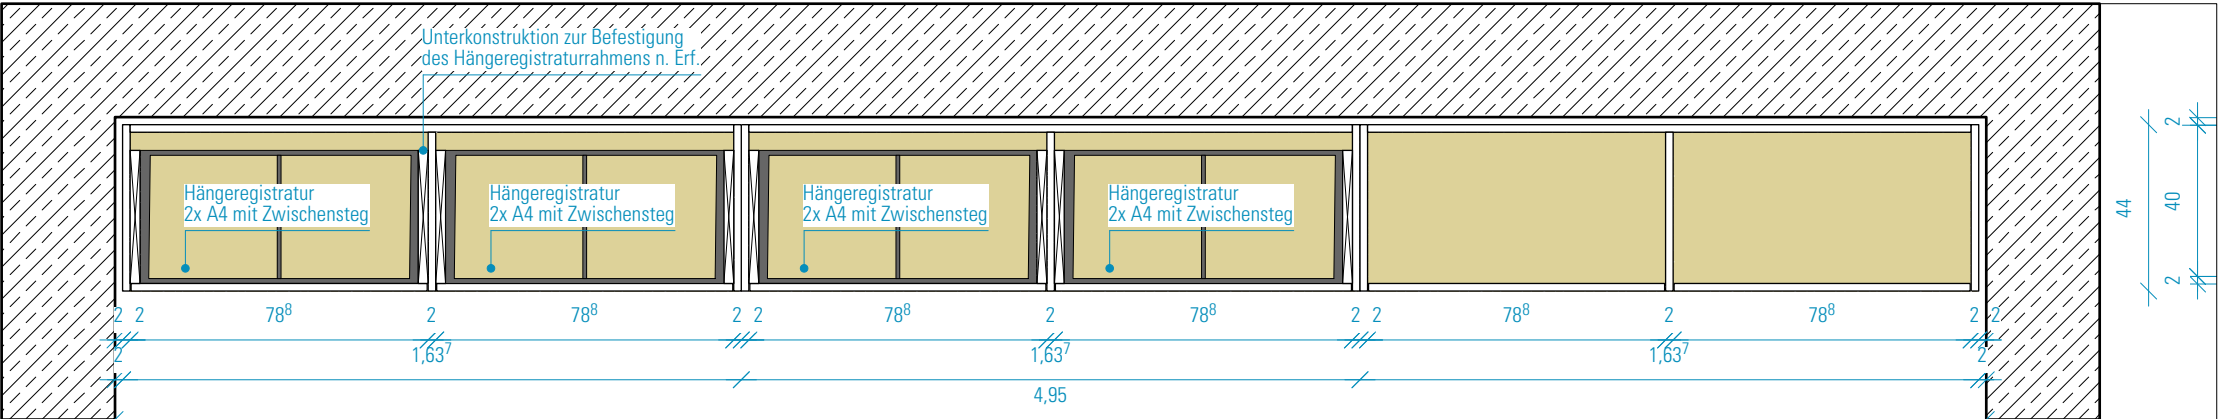 Unterkonstruktion zur Befestigung
des Hängeregistraturrahmens n. Erf.
Hängeregistratur
2x A4 mit Zwischensteg
Hängeregistratur
2x A4 mit Zwischensteg
Hängeregistratur
2x A4 mit Zwischensteg
Hängeregistratur
2x A4 mit Zwischensteg
2 2 78⁸ 2 78⁸ 2 2 78⁸ 2 78⁸ 2 2 78⁸ 2 78⁸ 2 2
2 1,63⁷ 1,63⁷ 1,63⁷ 2
4,95
44
2
40
2